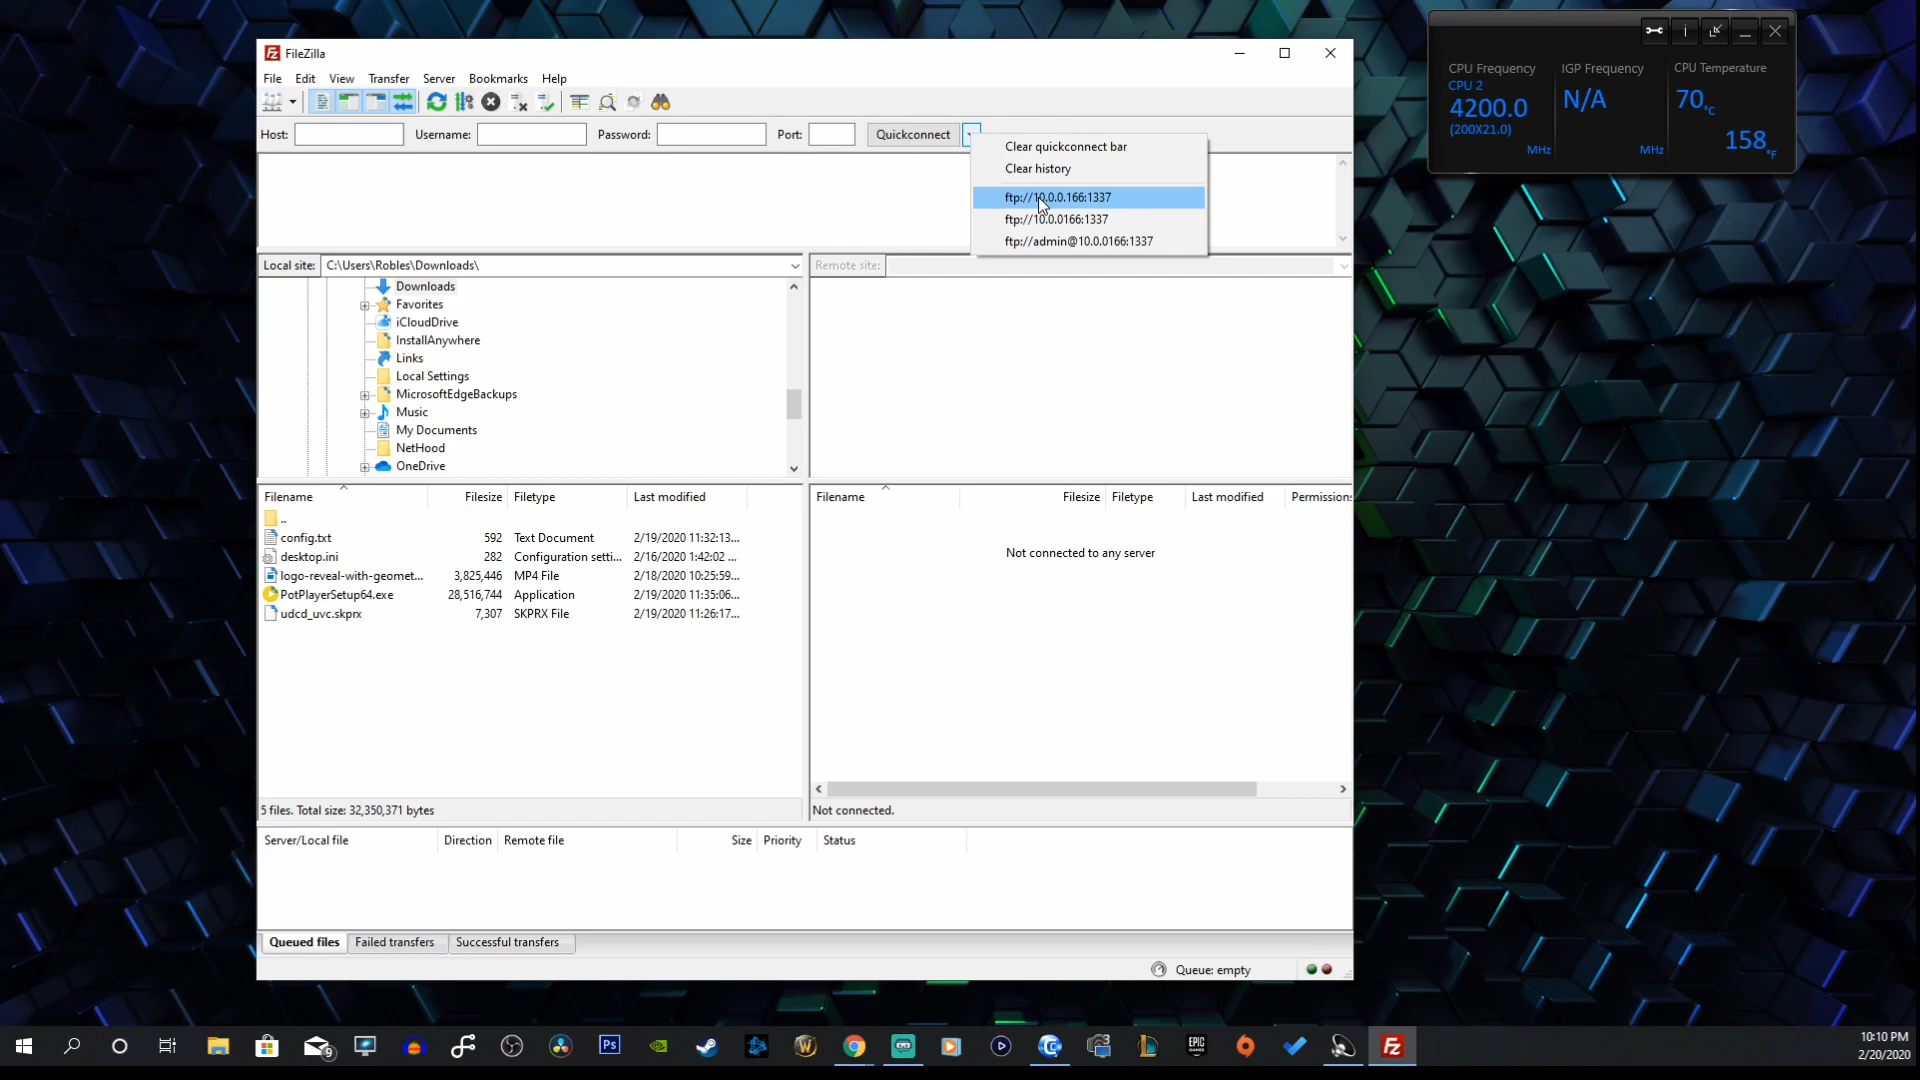 FileZilla
File Edit View Transfer Server Bookmarks Help
Host: Username: Password: Port: Quickconnect
Clear quickconnect bar
Clear history
ftp://10.0.0.166:1337
ftp://10.0.0166:1337
ftp://admin@10.0.0166:1337
Local site: C:\Users\Robles\Downloads\
Remote site:
Downloads
Favorites
iCloudDrive
InstallAnywhere
Links
Local Settings
MicrosoftEdgeBackups
Music
My Documents
NetHood
OneDrive
Filename Filesize Filetype Last modified
..
config.txt 592 Text Document 2/19/2020 11:32:13...
desktop.ini 282 Configuration setti... 2/16/2020 1:42:02 ...
logo-reveal-with-geomet... 3,825,446 MP4 File 2/18/2020 10:25:59...
PotPlayerSetup64.exe 28,516,744 Application 2/19/2020 11:35:06...
udcd_uvc.skprx 7,307 SKPRX File 2/19/2020 11:26:17...
5 files. Total size: 32,350,371 bytes
Filename Filesize Filetype Last modified Permissions
Not connected to any server
Not connected.
Server/Local file Direction Remote file Size Priority Status
Queued files Failed transfers Successful transfers
Queue: empty
CPU Frequency
CPU 2
4200.0
(200X21.0)
MHz
IGP Frequency
N/A
MHz
CPU Temperature
70 °C
158 °F
9
Ps
EPIC
GAMES
Fz
10:10 PM
2/20/2020